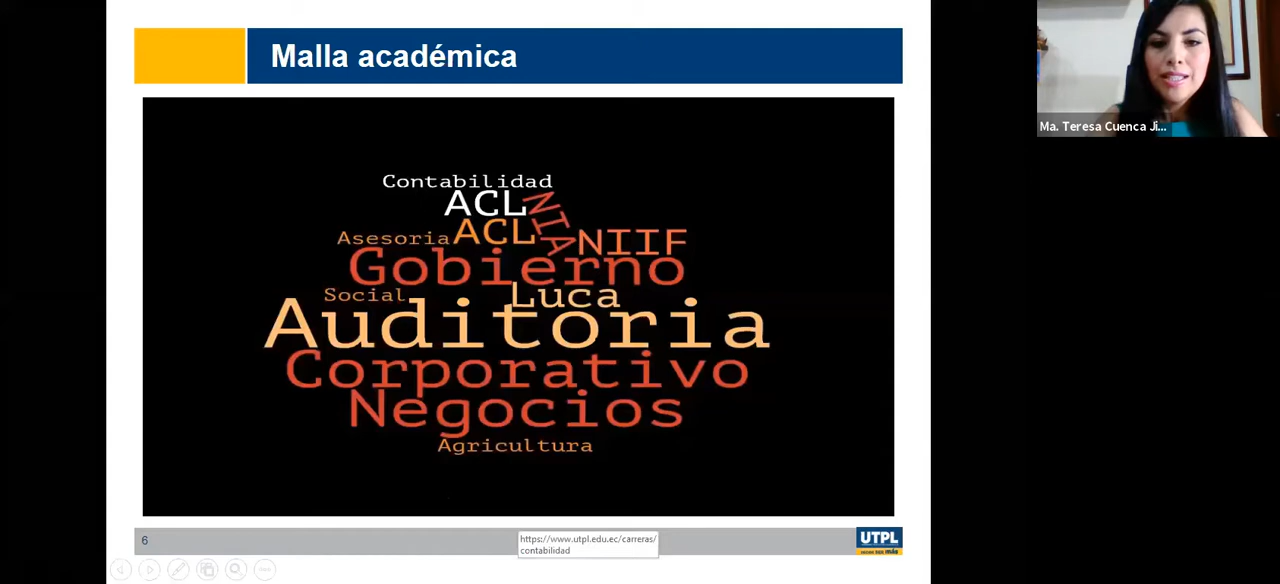 Malla académica
Ma. Teresa Cuenca Ji...
Contabilidad
ACL
NIA
Asesoria
ACL
NIIF
Gobierno
Social
Luca
Auditoria
Corporativo
Negocios
Agricultura
6
https://www.utpl.edu.ec/carreras/
contabilidad
UTPL